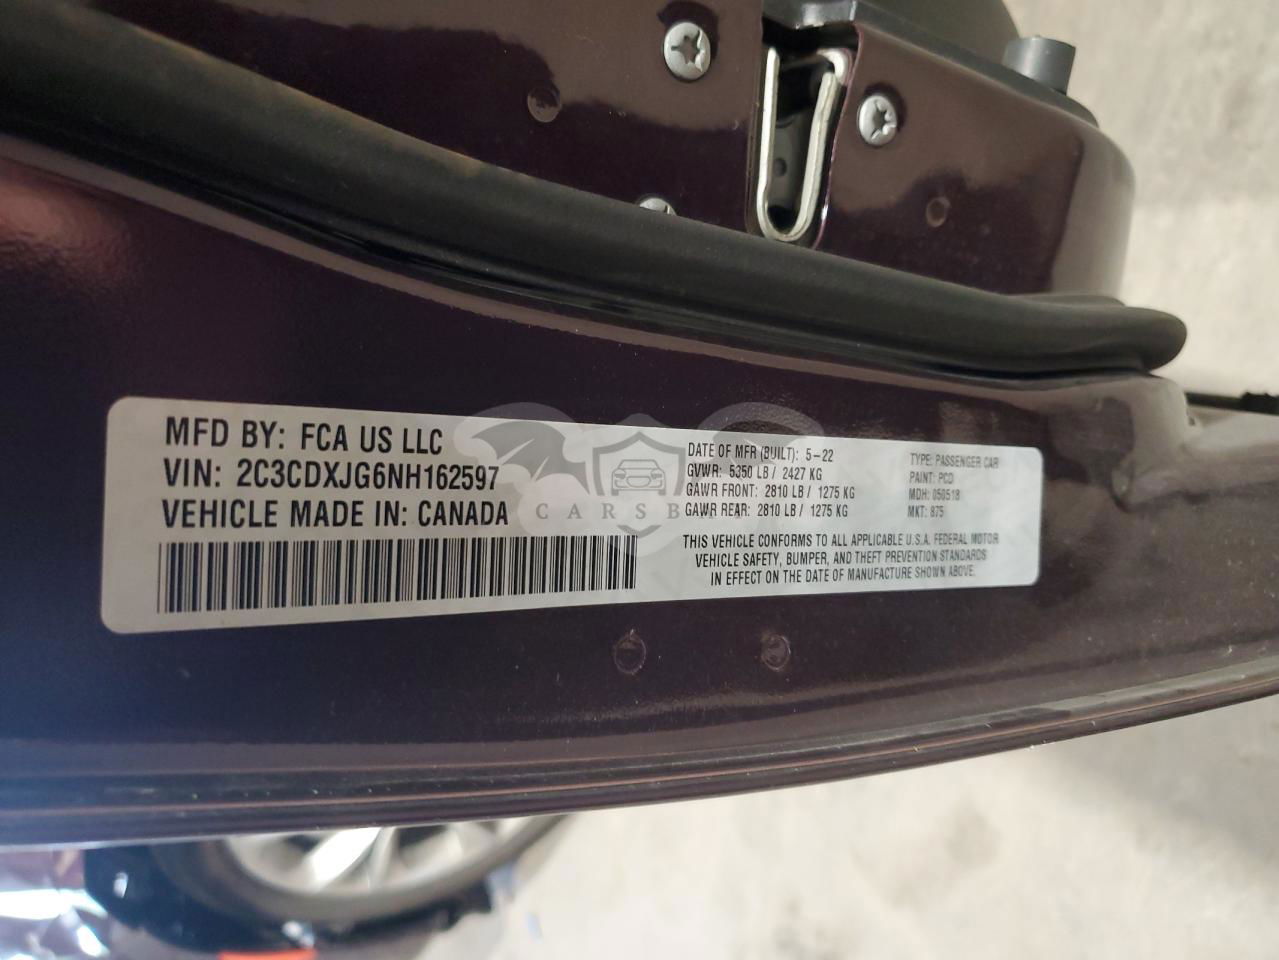 MFD BY: FCA US LLC
VIN: 2C3CDXJG6NH162597
VEHICLE MADE IN: CANADA
DATE OF MFR (BUILT): 5-22
GVWR: 5350 LB / 2427 KG
GAWR FRONT: 2810 LB / 1275 KG
GAWR REAR: 2810 LB / 1275 KG
TYPE: PASSENGER CAR
PAINT: PCD
MDH: 050518
MKT: 875
THIS VEHICLE CONFORMS TO ALL APPLICABLE U.S.A. FEDERAL MOTOR
VEHICLE SAFETY, BUMPER, AND THEFT PREVENTION STANDARDS
IN EFFECT ON THE DATE OF MANUFACTURE SHOWN ABOVE.